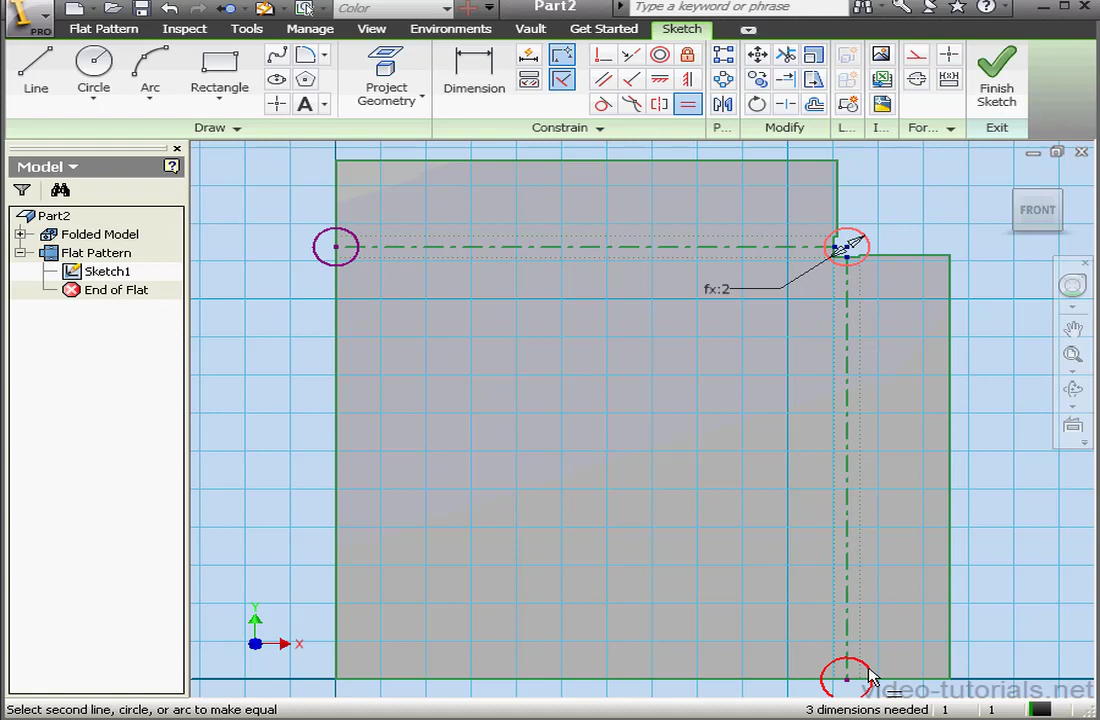 Color
Part2
Type a keyword or phrase
PRO
Flat Pattern
Inspect
Tools
Manage
View
Environments
Vault
Get Started
Sketch
Line
Circle
Arc
Rectangle
A
Project
Geometry
Dimension
Finish
Sketch
Draw
Constrain
P...
Modify
L...
I...
For...
Exit
Model
Part2
Folded Model
Flat Pattern
Sketch1
End of Flat
FRONT
fx:2
Y
X
video-tutorials.net
Select second line, circle, or arc to make equal
3 dimensions needed
1
1